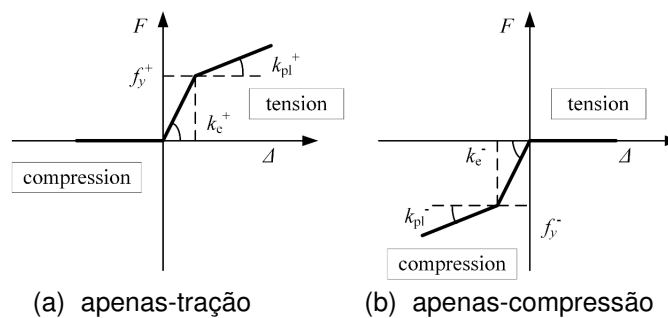 F
f_y^+
k_pl^+
tension
k_e^+
Δ
compression
(a) apenas-tração
F
tension
k_e^-
Δ
k_pl^-
f_y^-
compression
(b) apenas-compressão